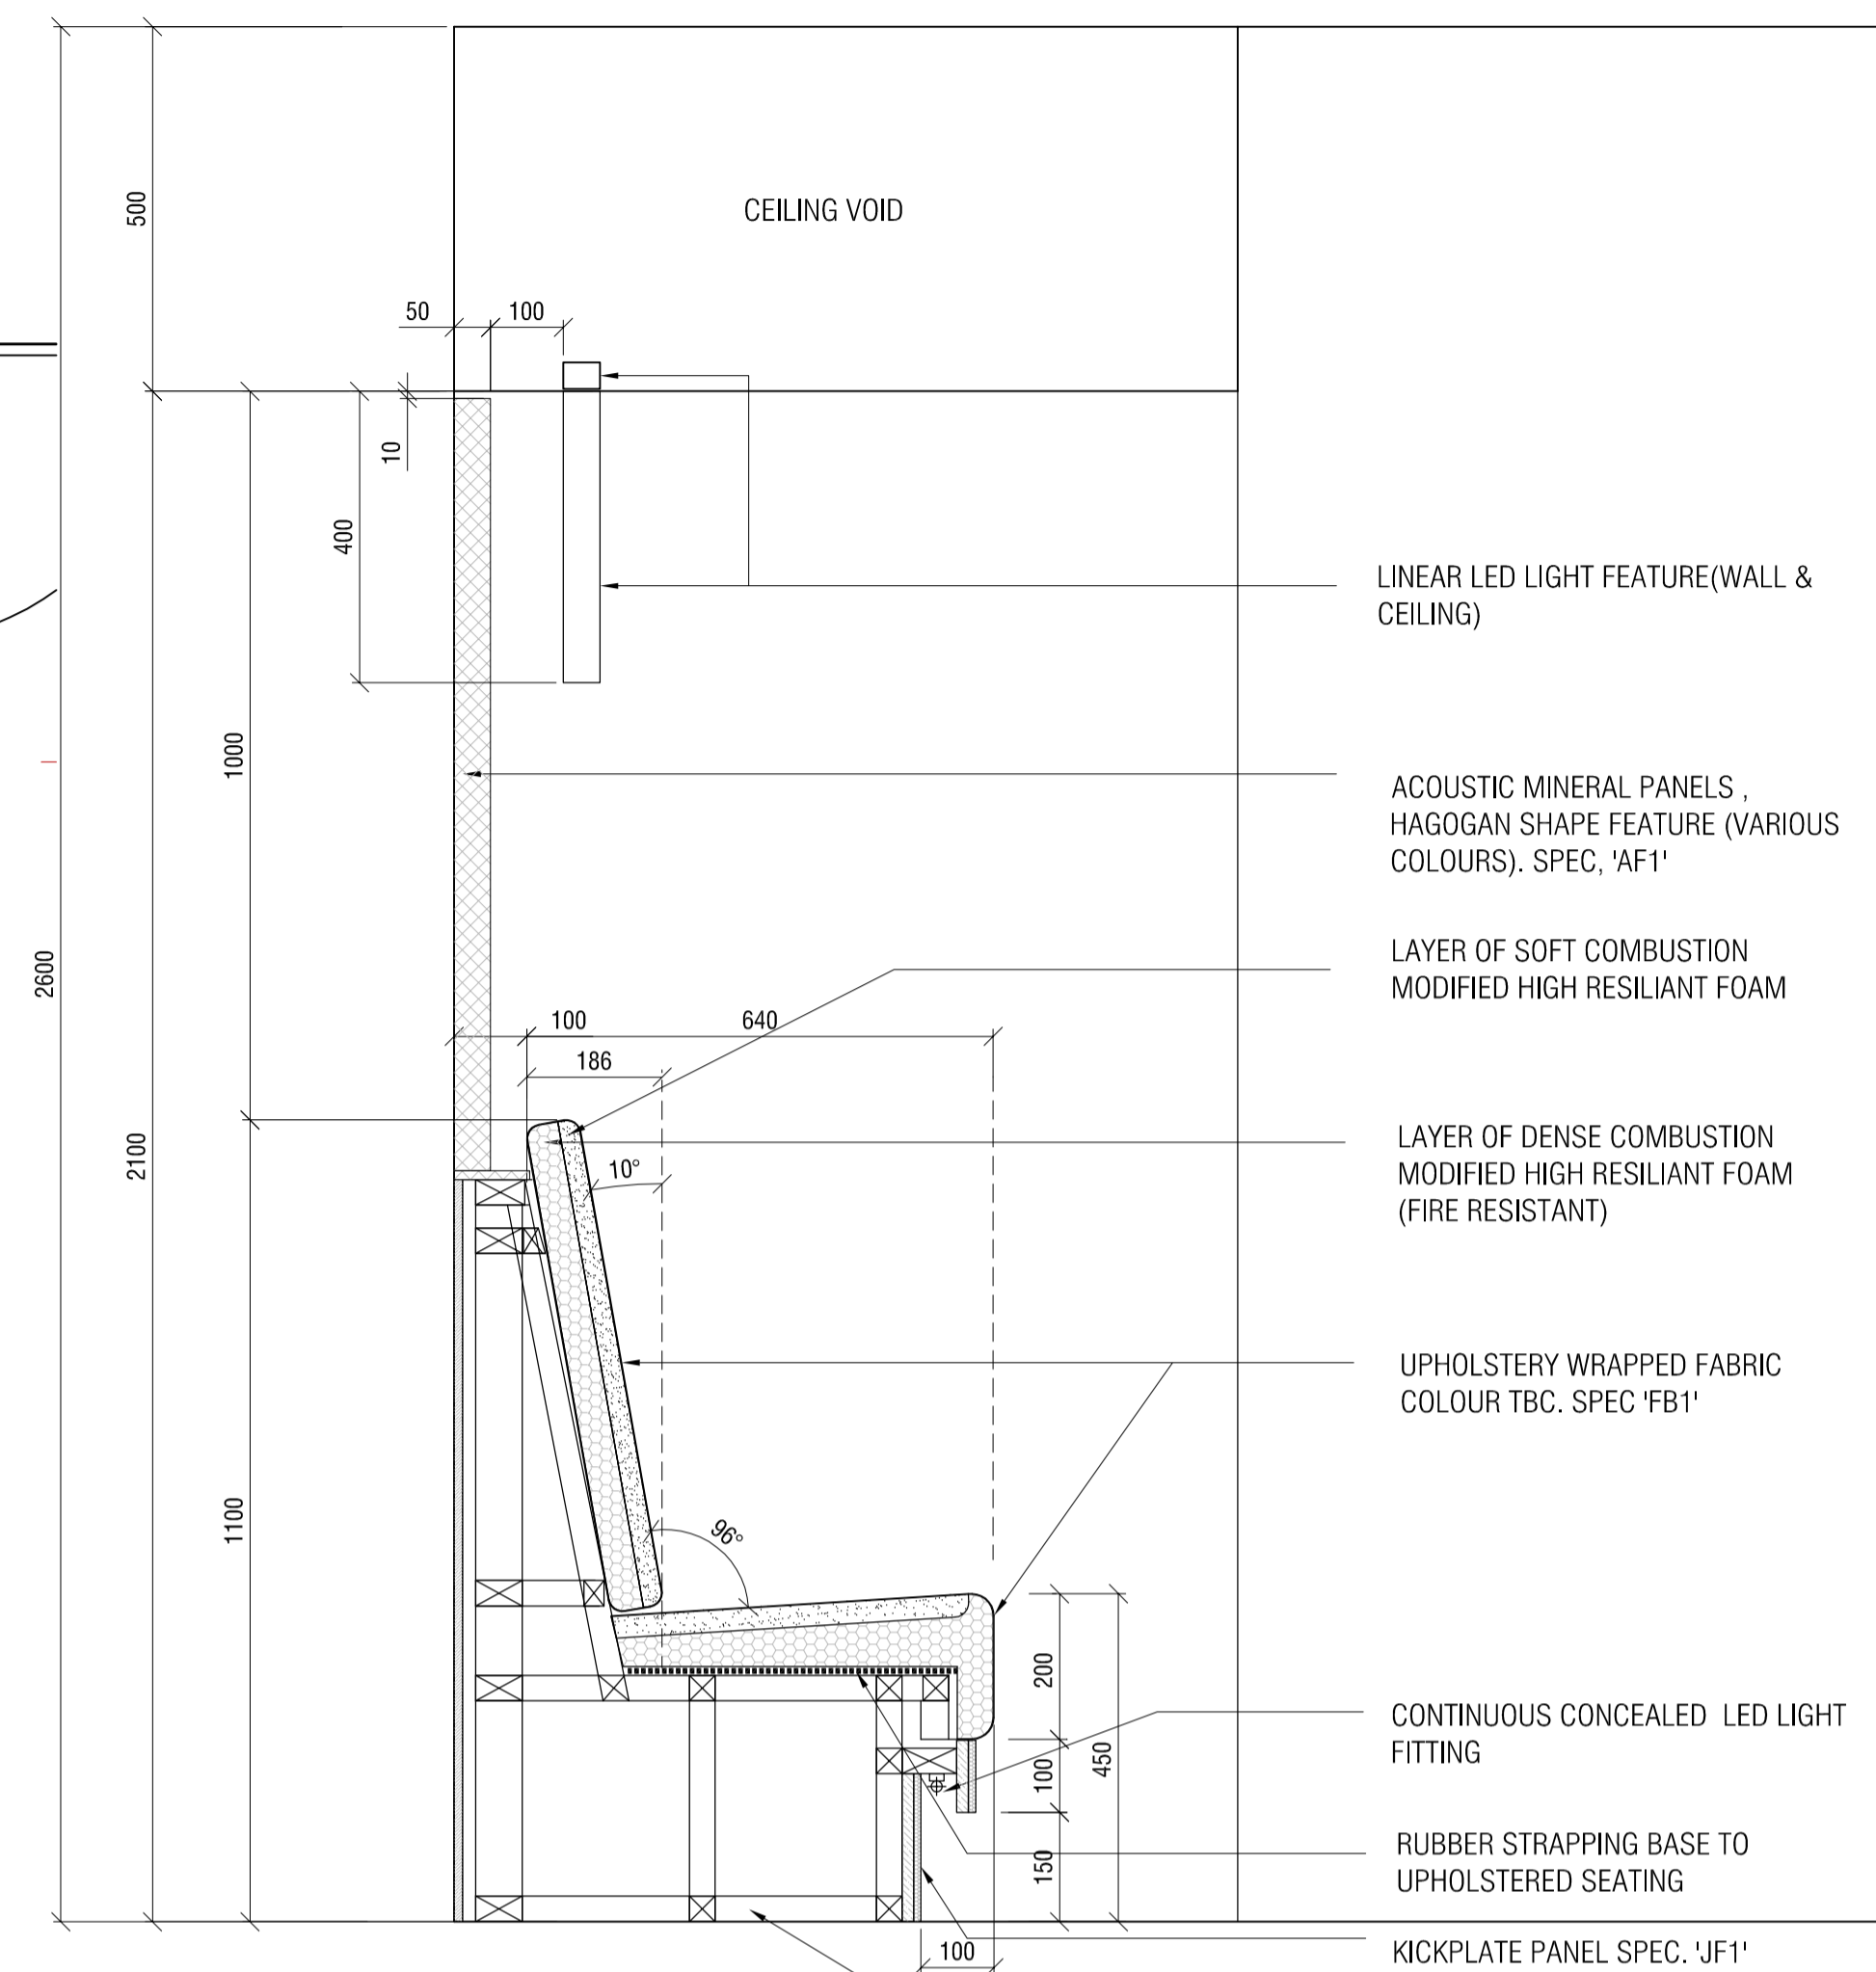 500
CEILING VOID
50
100
10
400
LINEAR LED LIGHT FEATURE(WALL &
CEILING)
1000
ACOUSTIC MINERAL PANELS ,
HAGOGAN SHAPE FEATURE (VARIOUS
COLOURS). SPEC, 'AF1'
2600
LAYER OF SOFT COMBUSTION
MODIFIED HIGH RESILIANT FOAM
100
640
186
2100
10°
LAYER OF DENSE COMBUSTION
MODIFIED HIGH RESILIANT FOAM
(FIRE RESISTANT)
UPHOLSTERY WRAPPED FABRIC
COLOUR TBC. SPEC 'FB1'
1100
96°
200
100
450
150
CONTINUOUS CONCEALED  LED LIGHT
FITTING
RUBBER STRAPPING BASE TO
UPHOLSTERED SEATING
100
KICKPLATE PANEL SPEC. 'JF1'